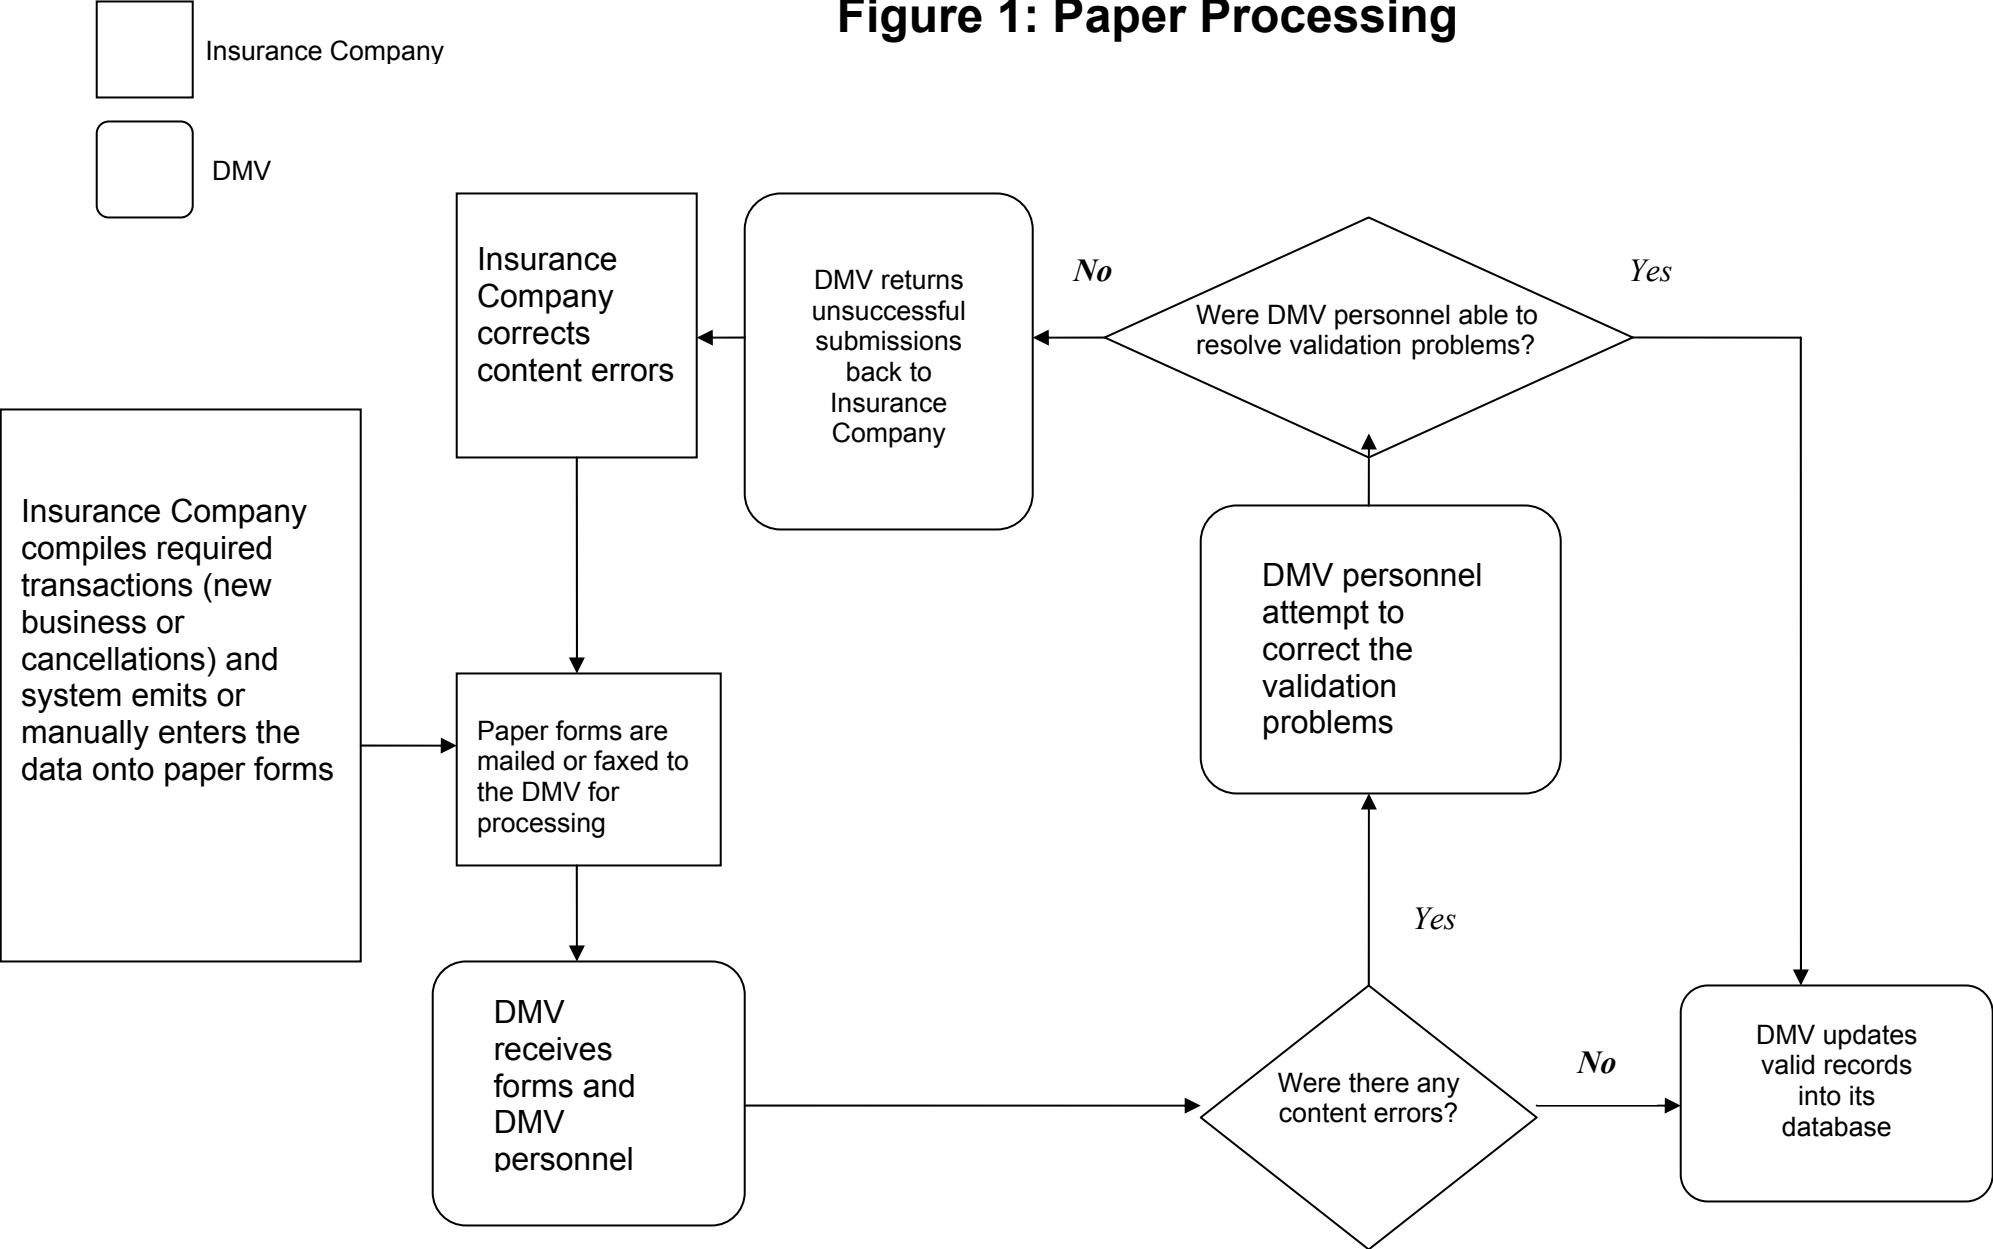 Figure 1: Paper Processing
Insurance Company
DMV
Insurance
Company
corrects
content errors
DMV returns
unsuccessful
submissions
back to
Insurance
Company
No
Were DMV personnel able to
resolve validation problems?
Yes
Insurance Company
compiles required
transactions (new
business or
cancellations) and
system emits or
manually enters the
data onto paper forms
DMV personnel
attempt to
correct the
validation
problems
Paper forms are
mailed or faxed to
the DMV for
processing
Yes
DMV
receives
forms and
DMV
personnel
Were there any
content errors?
No
DMV updates
valid records
into its
database